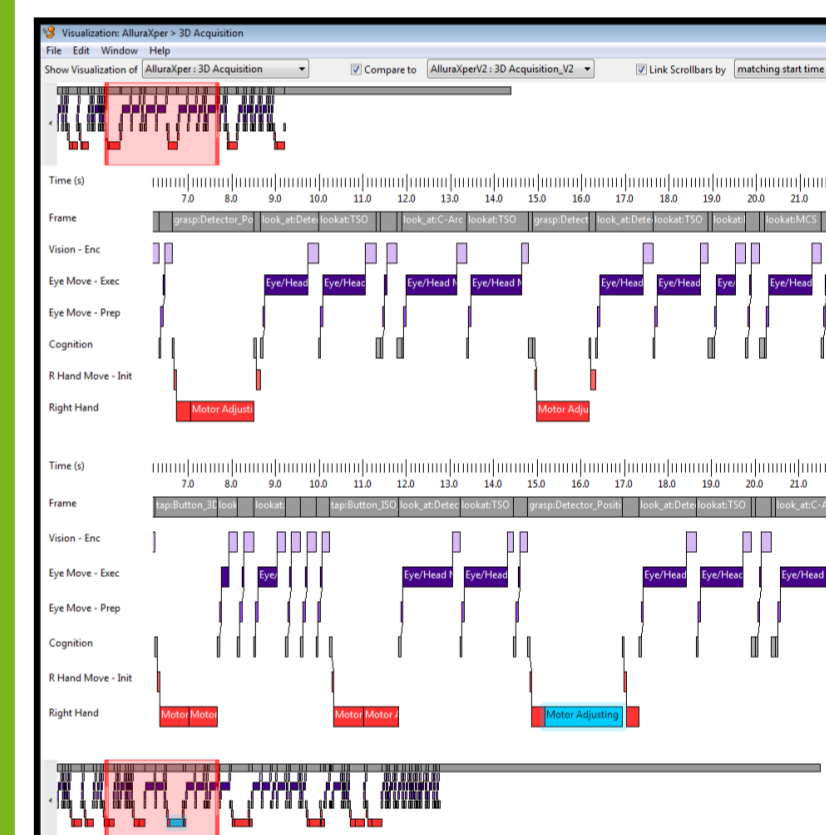 Visualization: AlluraXper > 3D Acquisition
File Edit Window Help
Show Visualization of AlluraXper : 3D Acquisition Compare to AlluraXperV2 : 3D Acquisition_V2 Link Scrollbars by matching start time
Time (s)
7.0 8.0 9.0 10.0 11.0 12.0 13.0 14.0 15.0 16.0 17.0 18.0 19.0 20.0 21.0
Frame grasp:Detector_Po look_at:Dete lookat:TSO look_at:C-Arc lookat:TSO grasp:Detect look_at:Dete lookat:TSO lookat: lookat:MCS
Vision - Enc
Eye Move - Exec Eye/Head Eye/Head Eye/Head M Eye/Head M Eye/Head Eye/Head Eye/ Eye/Head
Eye Move - Prep
Cognition
R Hand Move - Init
Right Hand Motor Adjusti Motor Adju
Time (s)
7.0 8.0 9.0 10.0 11.0 12.0 13.0 14.0 15.0 16.0 17.0 18.0 19.0 20.0 21.0
Frame tap:Button_3D look lookat: tap:Button_ISO look_at:Detec lookat:TSO grasp:Detector_Positi look_at:Dete lookat:TSO look_at:C-A
Vision - Enc
Eye Move - Exec Eye/ Eye/Head M Eye/Head Eye/Head Eye/Head Eye/Head
Eye Move - Prep
Cognition
R Hand Move - Init
Right Hand Motor Motor Motor Motor A Motor Adjusting